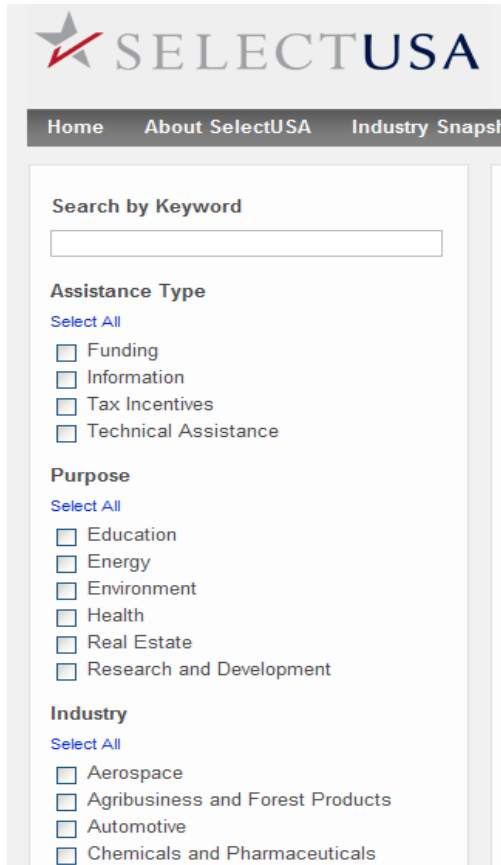 SELECTUSA
Home About SelectUSA Industry Snapsh
Search by Keyword
Assistance Type
Select All
Funding
Information
Tax Incentives
Technical Assistance
Purpose
Select All
Education
Energy
Environment
Health
Real Estate
Research and Development
Industry
Select All
Aerospace
Agribusiness and Forest Products
Automotive
Chemicals and Pharmaceuticals